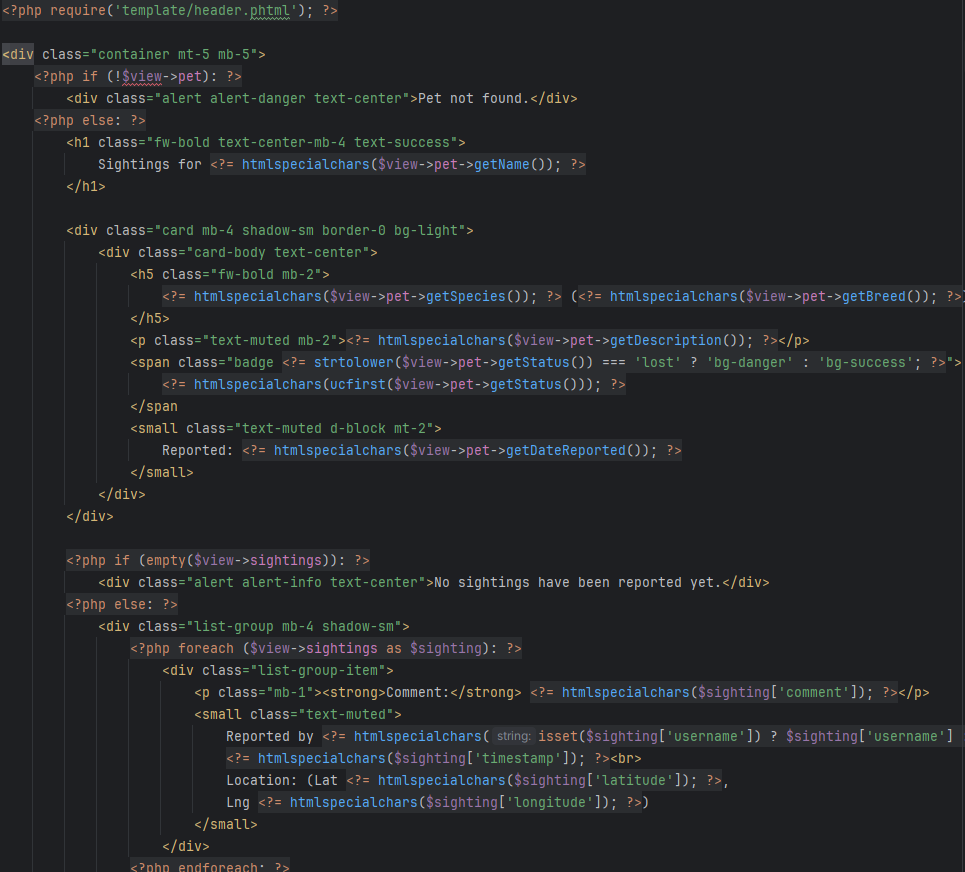 <?php require('template/header.phtml'); ?>
<div class="container mt-5 mb-5">
<?php if (!$view->pet): ?>
<div class="alert alert-danger text-center">Pet not found.</div>
<?php else: ?>
<h1 class="fw-bold text-center-mb-4 text-success">
Sightings for <?= htmlspecialchars($view->pet->getName()); ?>
</h1>
<div class="card mb-4 shadow-sm border-0 bg-light">
<div class="card-body text-center">
<h5 class="fw-bold mb-2">
<?= htmlspecialchars($view->pet->getSpecies()); ?> (<?= htmlspecialchars($view->pet->getBreed()); ?>)
</h5>
<p class="text-muted mb-2"><?= htmlspecialchars($view->pet->getDescription()); ?></p>
<span class="badge <?= strtolower($view->pet->getStatus()) === 'lost' ? 'bg-danger' : 'bg-success'; ?>">
<?= htmlspecialchars(ucfirst($view->pet->getStatus())); ?>
</span
<small class="text-muted d-block mt-2">
Reported: <?= htmlspecialchars($view->pet->getDateReported()); ?>
</small>
</div>
</div>
<?php if (empty($view->sightings)): ?>
<div class="alert alert-info text-center">No sightings have been reported yet.</div>
<?php else: ?>
<div class="list-group mb-4 shadow-sm">
<?php foreach ($view->sightings as $sighting): ?>
<div class="list-group-item">
<p class="mb-1"><strong>Comment:</strong> <?= htmlspecialchars($sighting['comment']); ?></p>
<small class="text-muted">
Reported by <?= htmlspecialchars( string: isset($sighting['username']) ? $sighting['username']
<?= htmlspecialchars($sighting['timestamp']); ?><br>
Location: (Lat <?= htmlspecialchars($sighting['latitude']); ?>,
Lng <?= htmlspecialchars($sighting['longitude']); ?>)
</small>
</div>
<?php endforeach; ?>